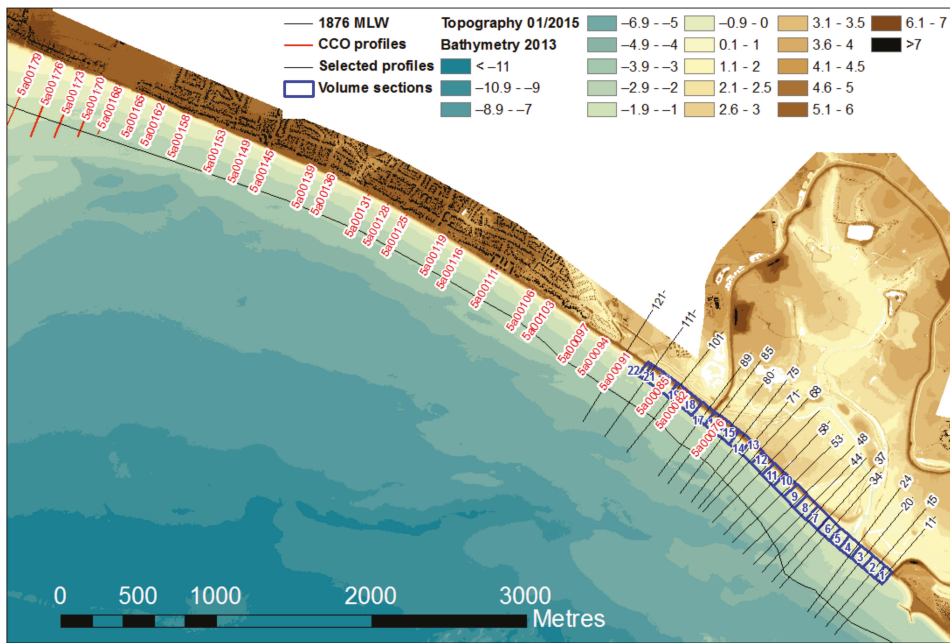 1876 MLW
CCO profiles
Selected profiles
Volume sections
Topography 01/2015
Bathymetry 2013
< –11
–10.9 - –9
–8.9 - –7
–6.9 - –5
–4.9 - –4
–3.9 - –3
–2.9 - –2
–1.9 - –1
–0.9 - 0
0.1 - 1
1.1 - 2
2.1 - 2.5
2.6 - 3
3.1 - 3.5
3.6 - 4
4.1 - 4.5
4.6 - 5
5.1 - 6
6.1 - 7
>7
5a00179
5a00176
5a00173
5a00170
5a00168
5a00165
5a00162
5a00158
5a00153
5a00149
5a00145
5a00139
5a00136
5a00131
5a00128
5a00125
5a00119
5a00116
5a00111
5a00106
5a00103
5a00097
5a00094
5a00091
5a00085
5a00082
5a00076
121-
111-
101-
89
85
80-
75
71-
68
58-
53-
48
44
37
34-
24
20-
15
11-
22
21
18
17
15
14
13
12
11
10
9
8
7
6
5
4
3
2
1
0 500 1000 2000 3000
Metres